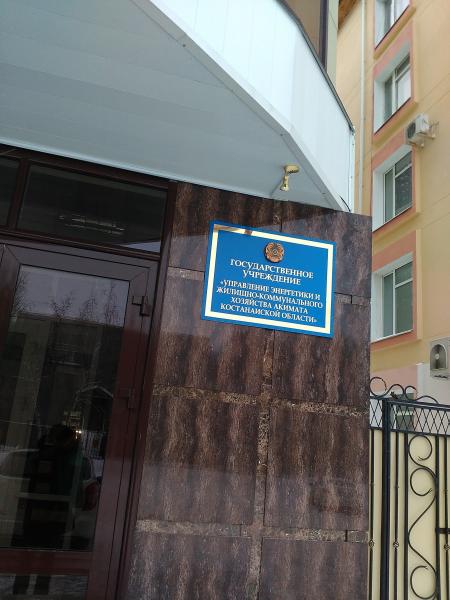 ГОСУДАРСТВЕННОЕ
УЧРЕЖДЕНИЕ
«УПРАВЛЕНИЕ ЭНЕРГЕТИКИ И
ЖИЛИЩНО-КОММУНАЛЬНОГО
ХОЗЯЙСТВА АКИМАТА
КОСТАНАЙСКОЙ ОБЛАСТИ»